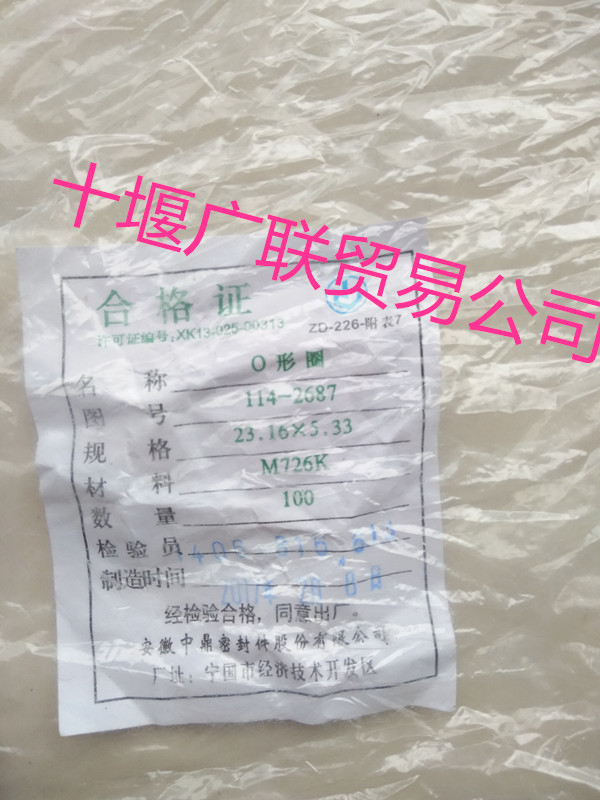 十堰广联贸易公司
合格证
许可证编号:XK13-025-00313
ZD-226-附表7
名称 O形圈
图号 114-2687
规格 23.16×5.33
材料 M726K
数量 100
检验员
制造时间
经检验合格,同意出厂。
安徽中鼎密封件股份有限公司
厂址:宁国市经济技术开发区